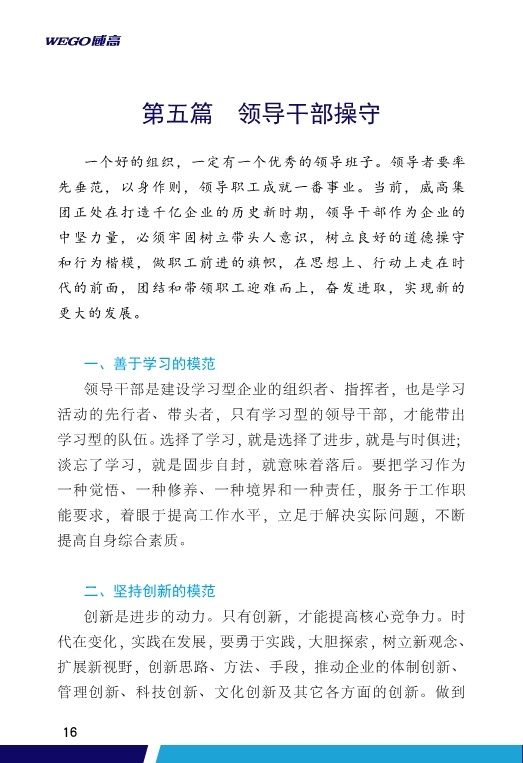 WEGO威高
第五篇　领导干部操守
一个好的组织，一定有一个优秀的领导班子。领导者要率
先垂范，以身作则，领导职工成就一番事业。当前，威高集
团正处在打造千亿企业的历史新时期，领导干部作为企业的
中坚力量，必须牢固树立带头人意识，树立良好的道德操守
和行为楷模，做职工前进的旗帜，在思想上、行动上走在时
代的前面，团结和带领职工迎难而上，奋发进取，实现新的
更大的发展。
一、善于学习的模范
领导干部是建设学习型企业的组织者、指挥者，也是学习
活动的先行者、带头者，只有学习型的领导干部，才能带出
学习型的队伍。选择了学习，就是选择了进步，就是与时俱进；
淡忘了学习，就是固步自封，就意味着落后。要把学习作为
一种觉悟、一种修养、一种境界和一种责任，服务于工作职
能要求，着眼于提高工作水平，立足于解决实际问题，不断
提高自身综合素质。
二、坚持创新的模范
创新是进步的动力。只有创新，才能提高核心竞争力。时
代在变化，实践在发展，要勇于实践，大胆探索，树立新观念、
扩展新视野，创新思路、方法、手段，推动企业的体制创新、
管理创新、科技创新、文化创新及其它各方面的创新。做到
16